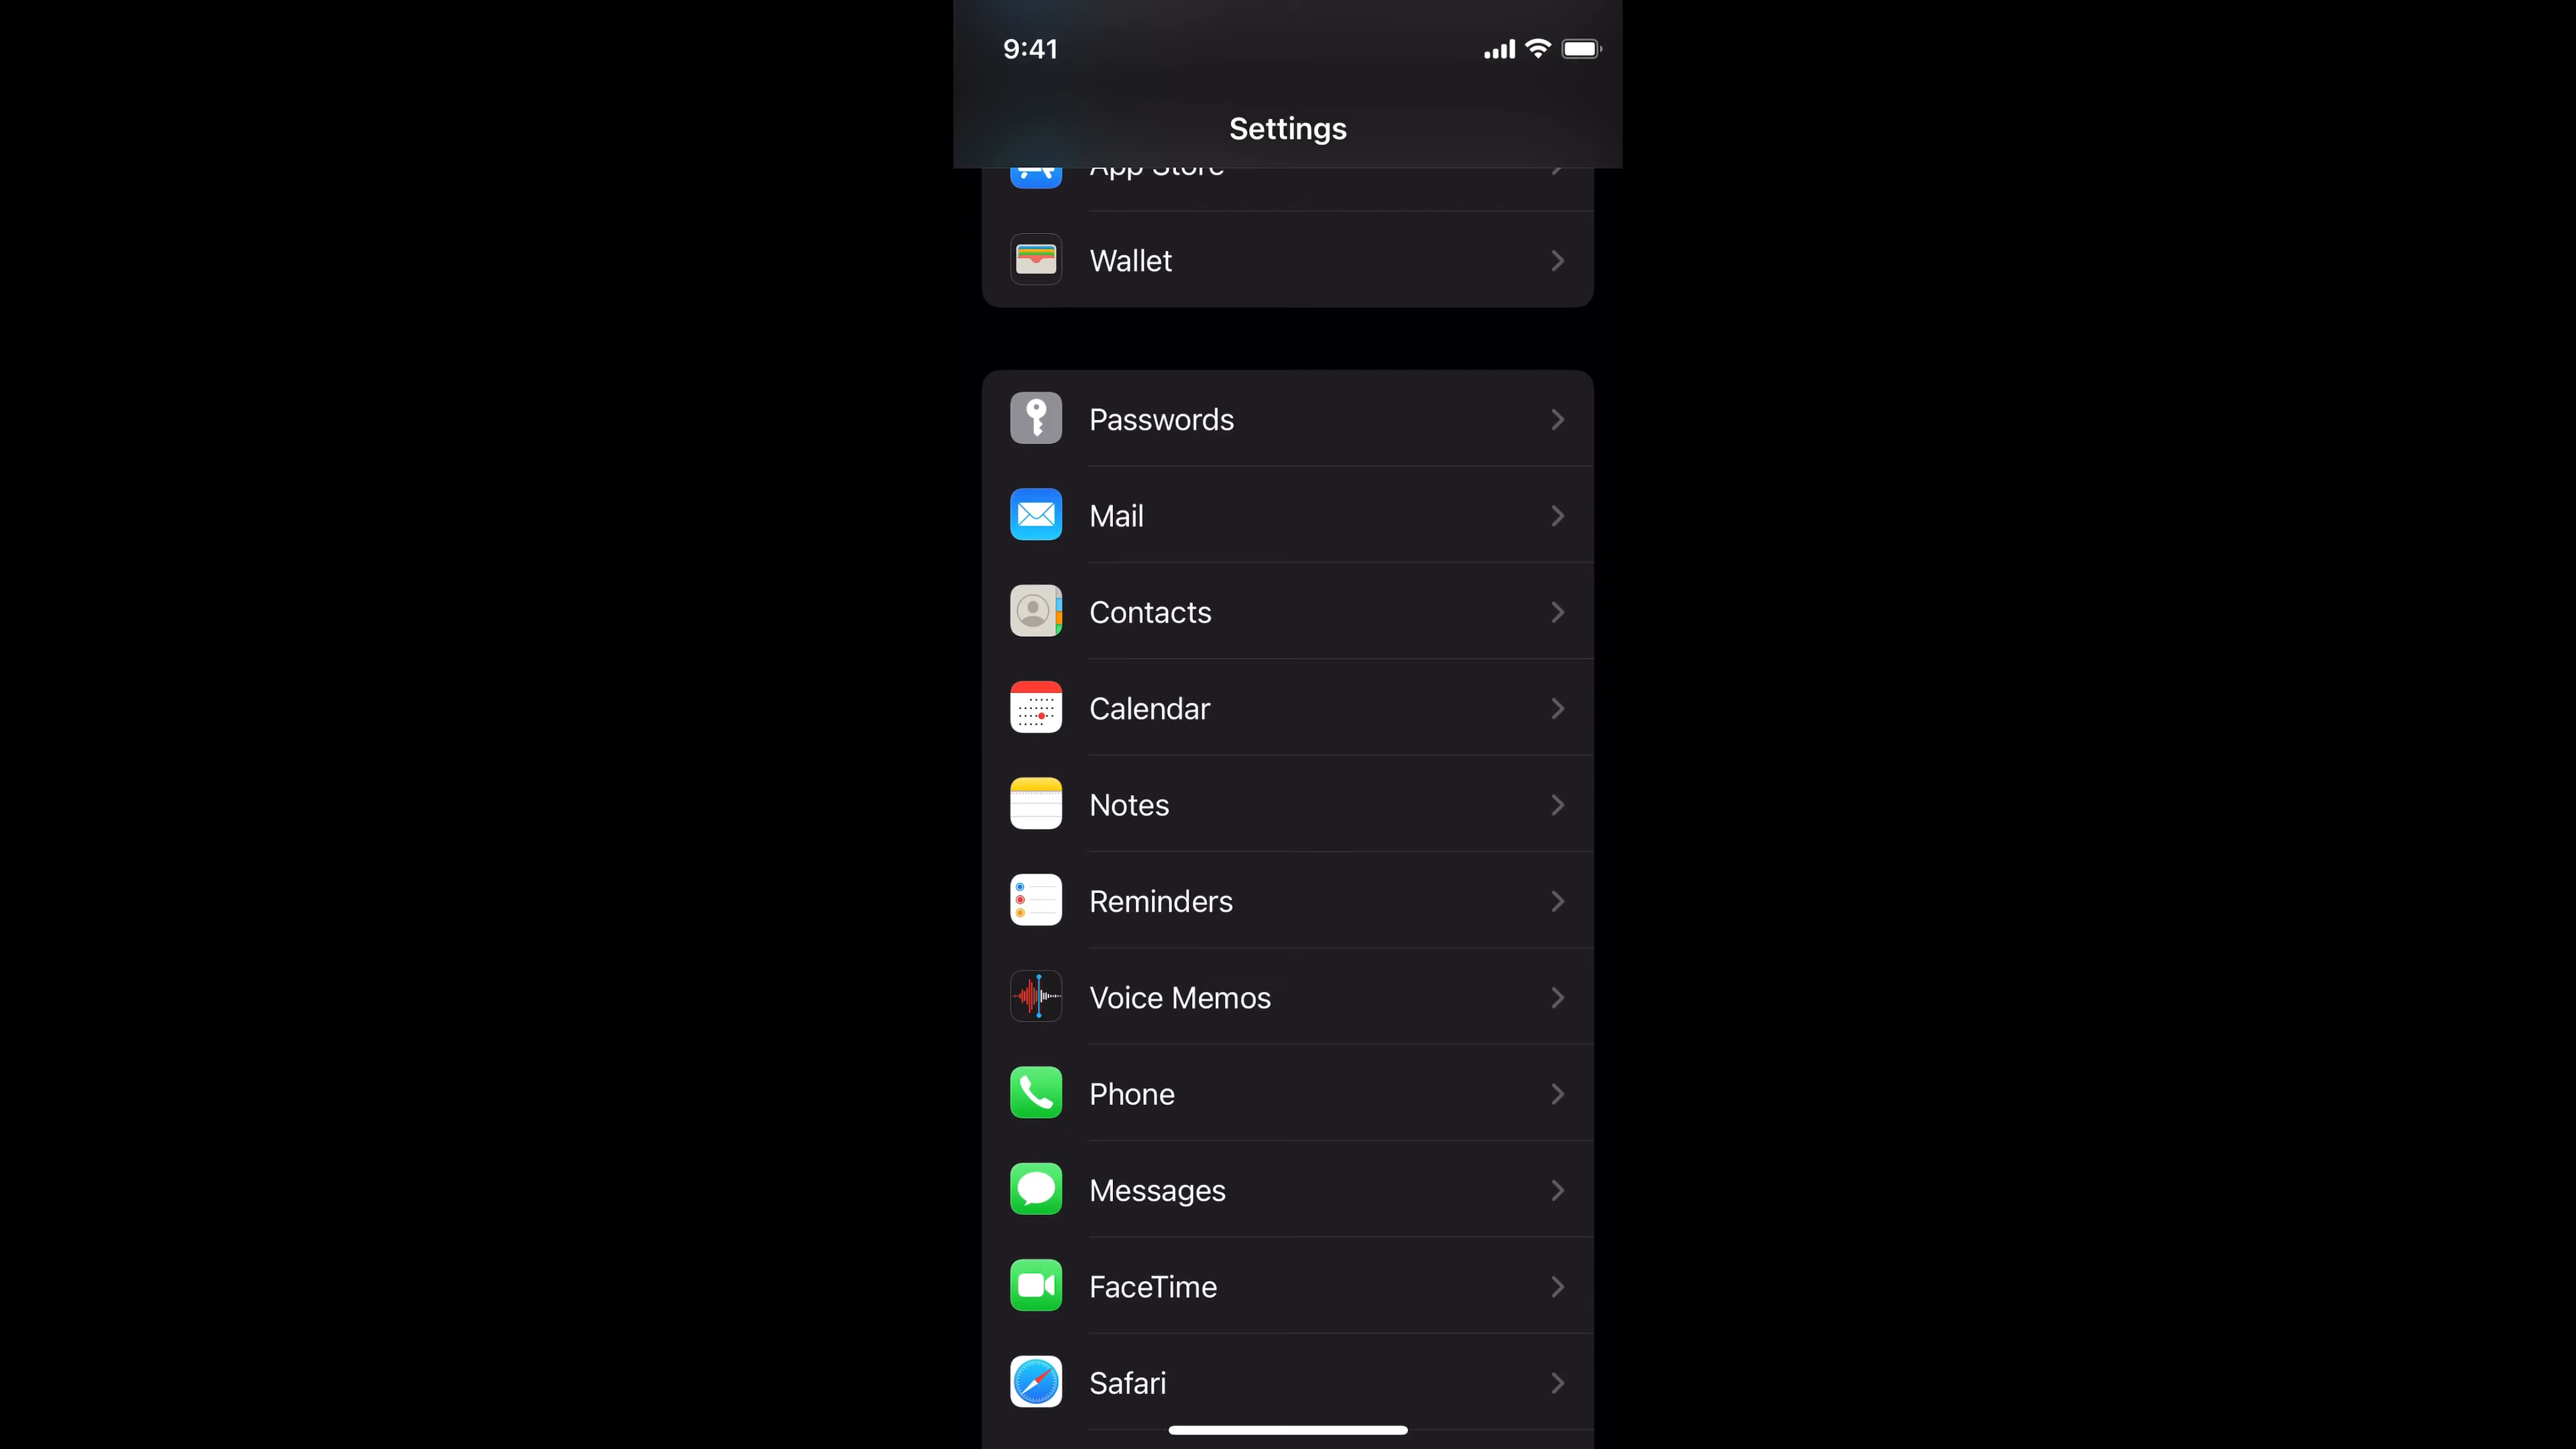 9:41
Settings
App Store
Wallet
Passwords
Mail
Contacts
Calendar
Notes
Reminders
Voice Memos
Phone
Messages
FaceTime
Safari